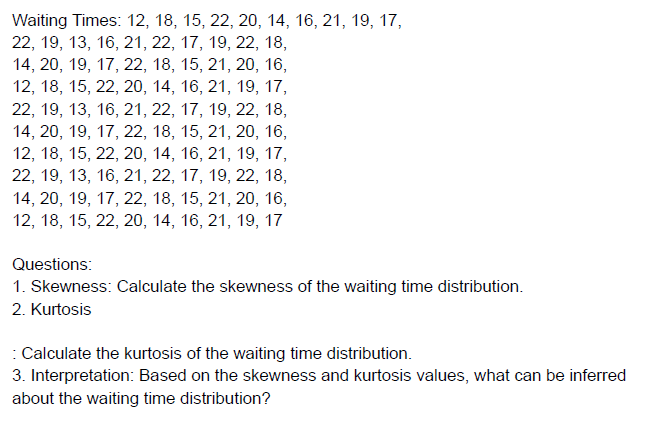 Waiting Times: 12, 18, 15, 22, 20, 14, 16, 21, 19, 17,
22, 19, 13, 16, 21, 22, 17, 19, 22, 18,
14, 20, 19, 17, 22, 18, 15, 21, 20, 16,
12, 18, 15, 22, 20, 14, 16, 21, 19, 17,
22, 19, 13, 16, 21, 22, 17, 19, 22, 18,
14, 20, 19, 17, 22, 18, 15, 21, 20, 16,
12, 18, 15, 22, 20, 14, 16, 21, 19, 17,
22, 19, 13, 16, 21, 22, 17, 19, 22, 18,
14, 20, 19, 17, 22, 18, 15, 21, 20, 16,
12, 18, 15, 22, 20, 14, 16, 21, 19, 17
Questions:
1. Skewness: Calculate the skewness of the waiting time distribution.
2. Kurtosis
: Calculate the kurtosis of the waiting time distribution.
3. Interpretation: Based on the skewness and kurtosis values, what can be inferred
about the waiting time distribution?